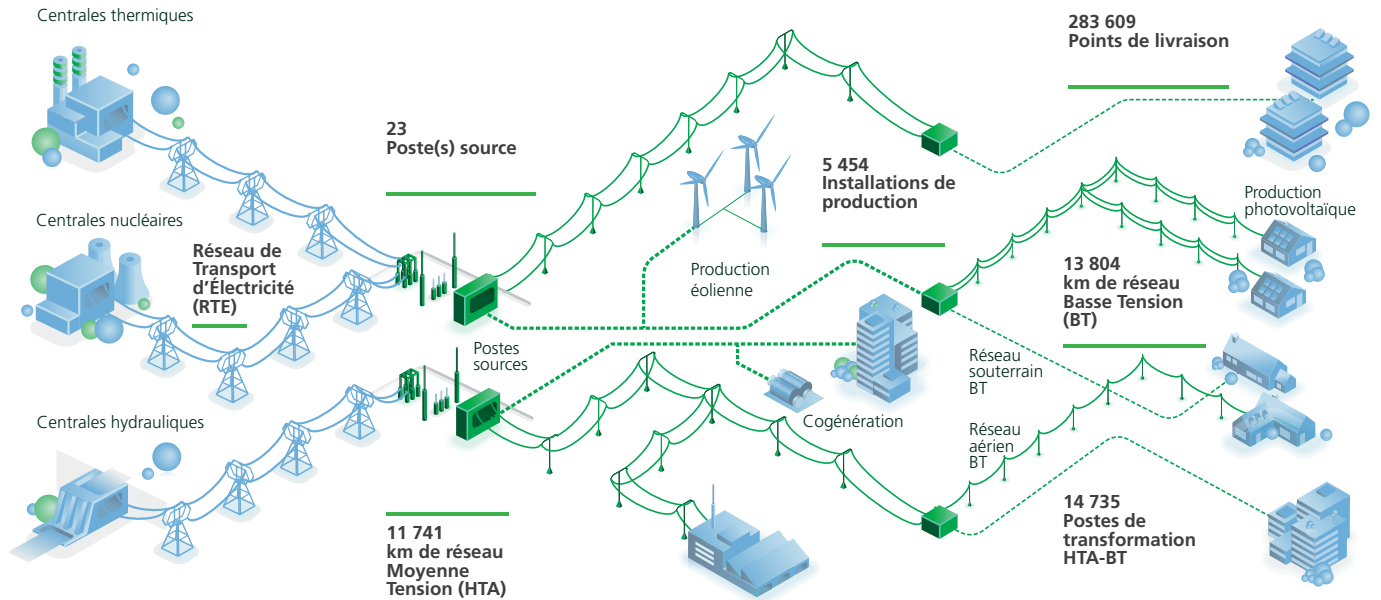 Centrales thermiques
283 609
Points de livraison
23
Poste(s) source
5 454
Installations de
production
Production
photovoltaïque
Centrales nucléaires
Réseau de
Transport
d’Électricité
(RTE)
Production
éolienne
13 804
km de réseau
Basse Tension
(BT)
Postes
sources
Réseau
souterrain
BT
Centrales hydrauliques
Cogénération
Réseau
aérien
BT
11 741
km de réseau
Moyenne
Tension (HTA)
14 735
Postes de
transformation
HTA-BT